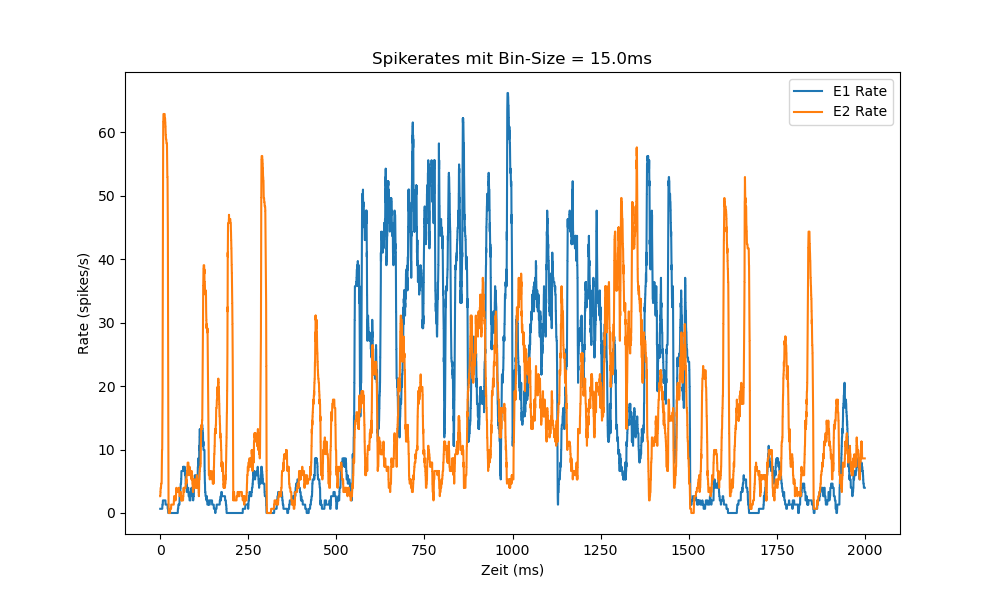 Spikerates mit Bin-Size = 15.0ms
E1 Rate
E2 Rate
Rate (spikes/s)
60
50
40
30
20
10
0
0 250 500 750 1000 1250 1500 1750 2000
Zeit (ms)